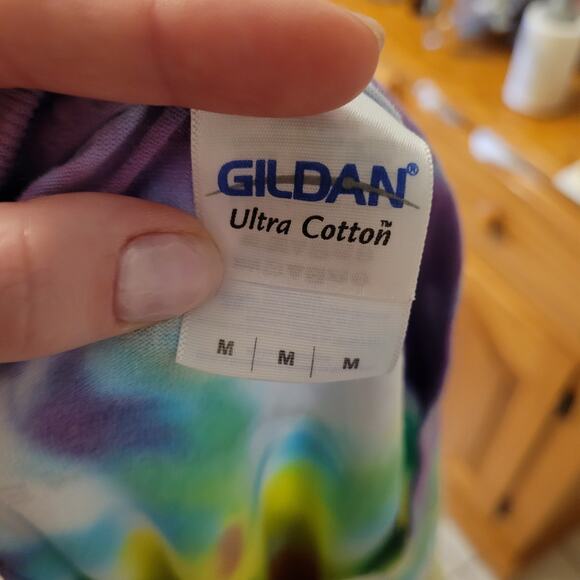 GILDAN®
Ultra Cotton™
M | M | M